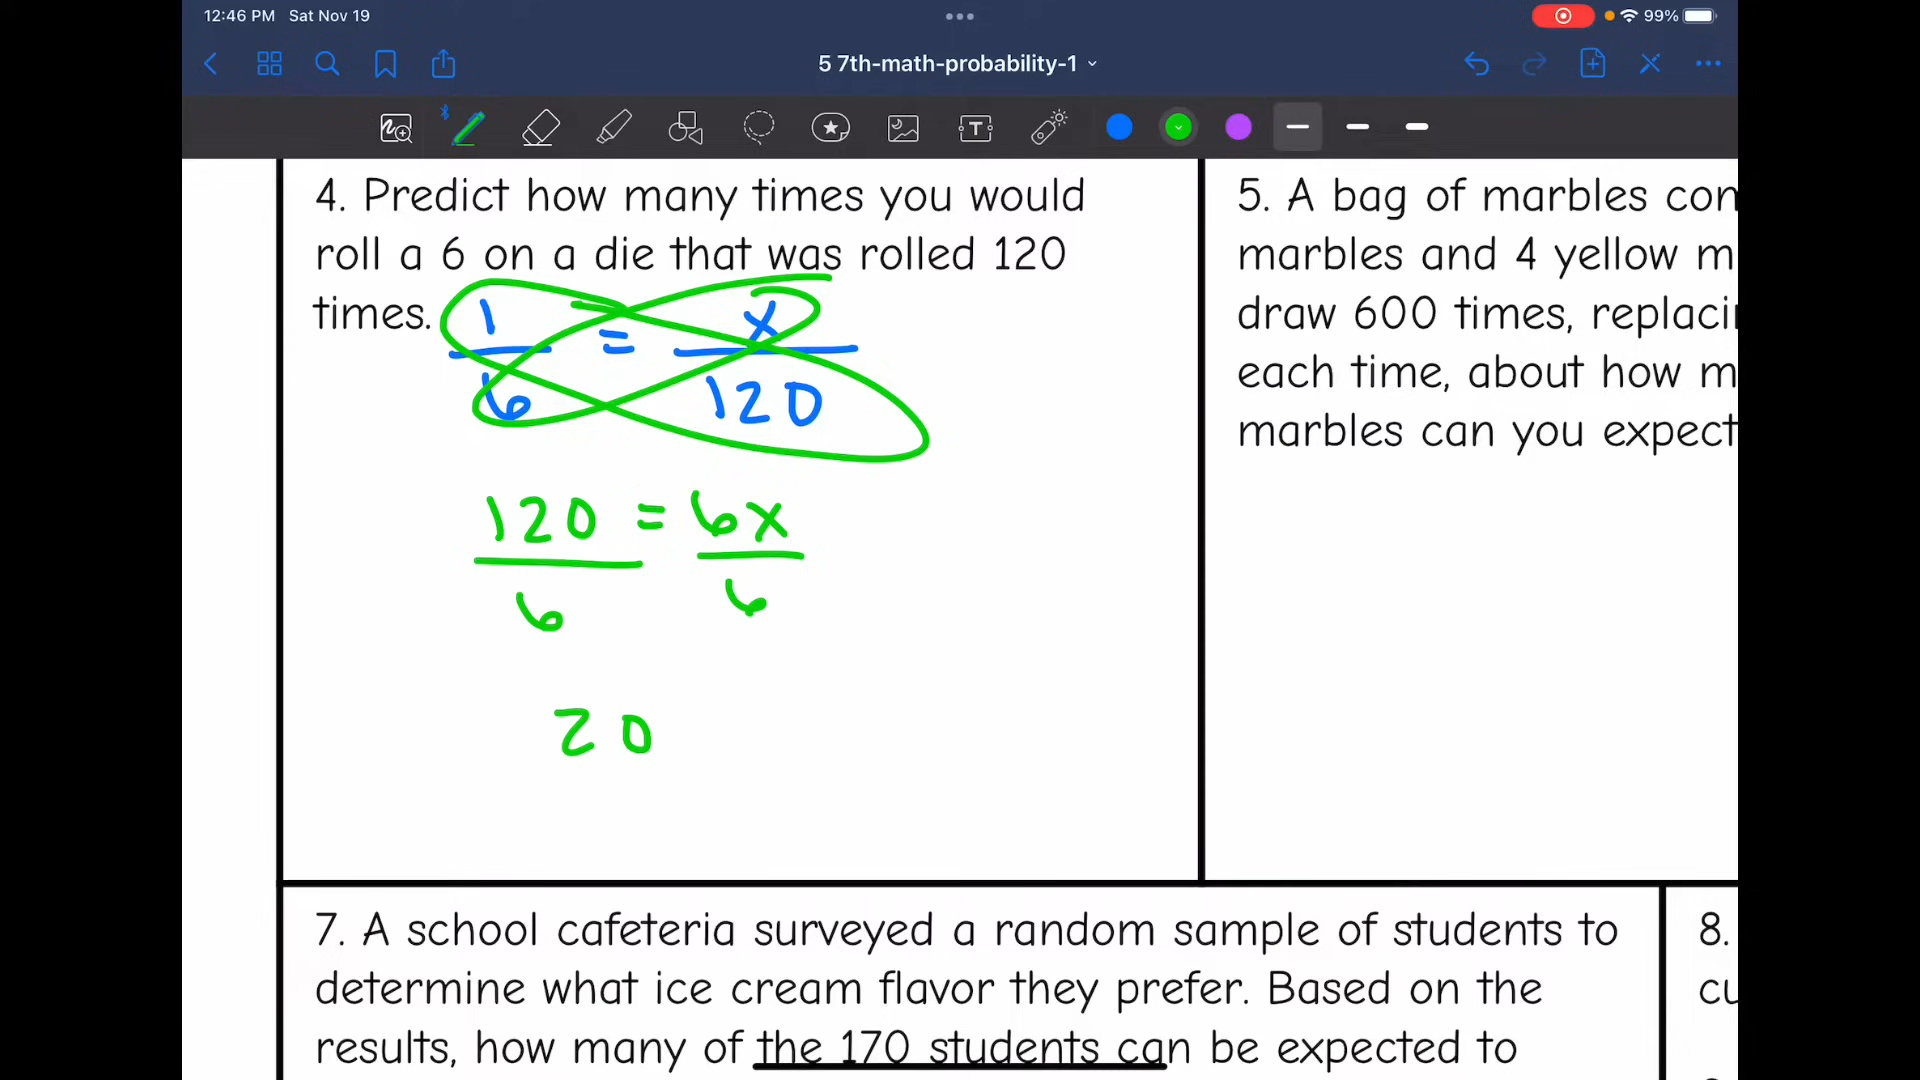 12:46 PM Sat Nov 19
99%
5 7th-math-probability-1
4. Predict how many times you would
roll a 6 on a die that was rolled 120
times.
1 = x
6 120
120 = 6x
6 6
20
5. A bag of marbles con
marbles and 4 yellow m
draw 600 times, replaci
each time, about how m
marbles can you expect
7. A school cafeteria surveyed a random sample of students to
determine what ice cream flavor they prefer. Based on the
results, how many of the 170 students can be expected to
8.
cu